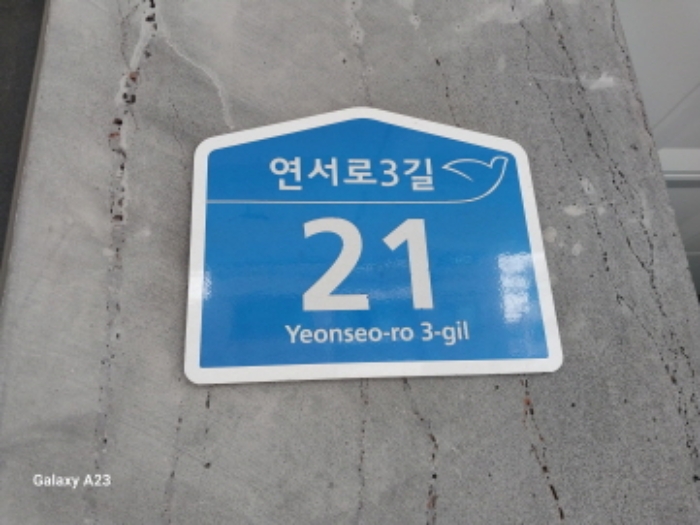 연서로3길
21
Yeonseo-ro 3-gil
Galaxy A23